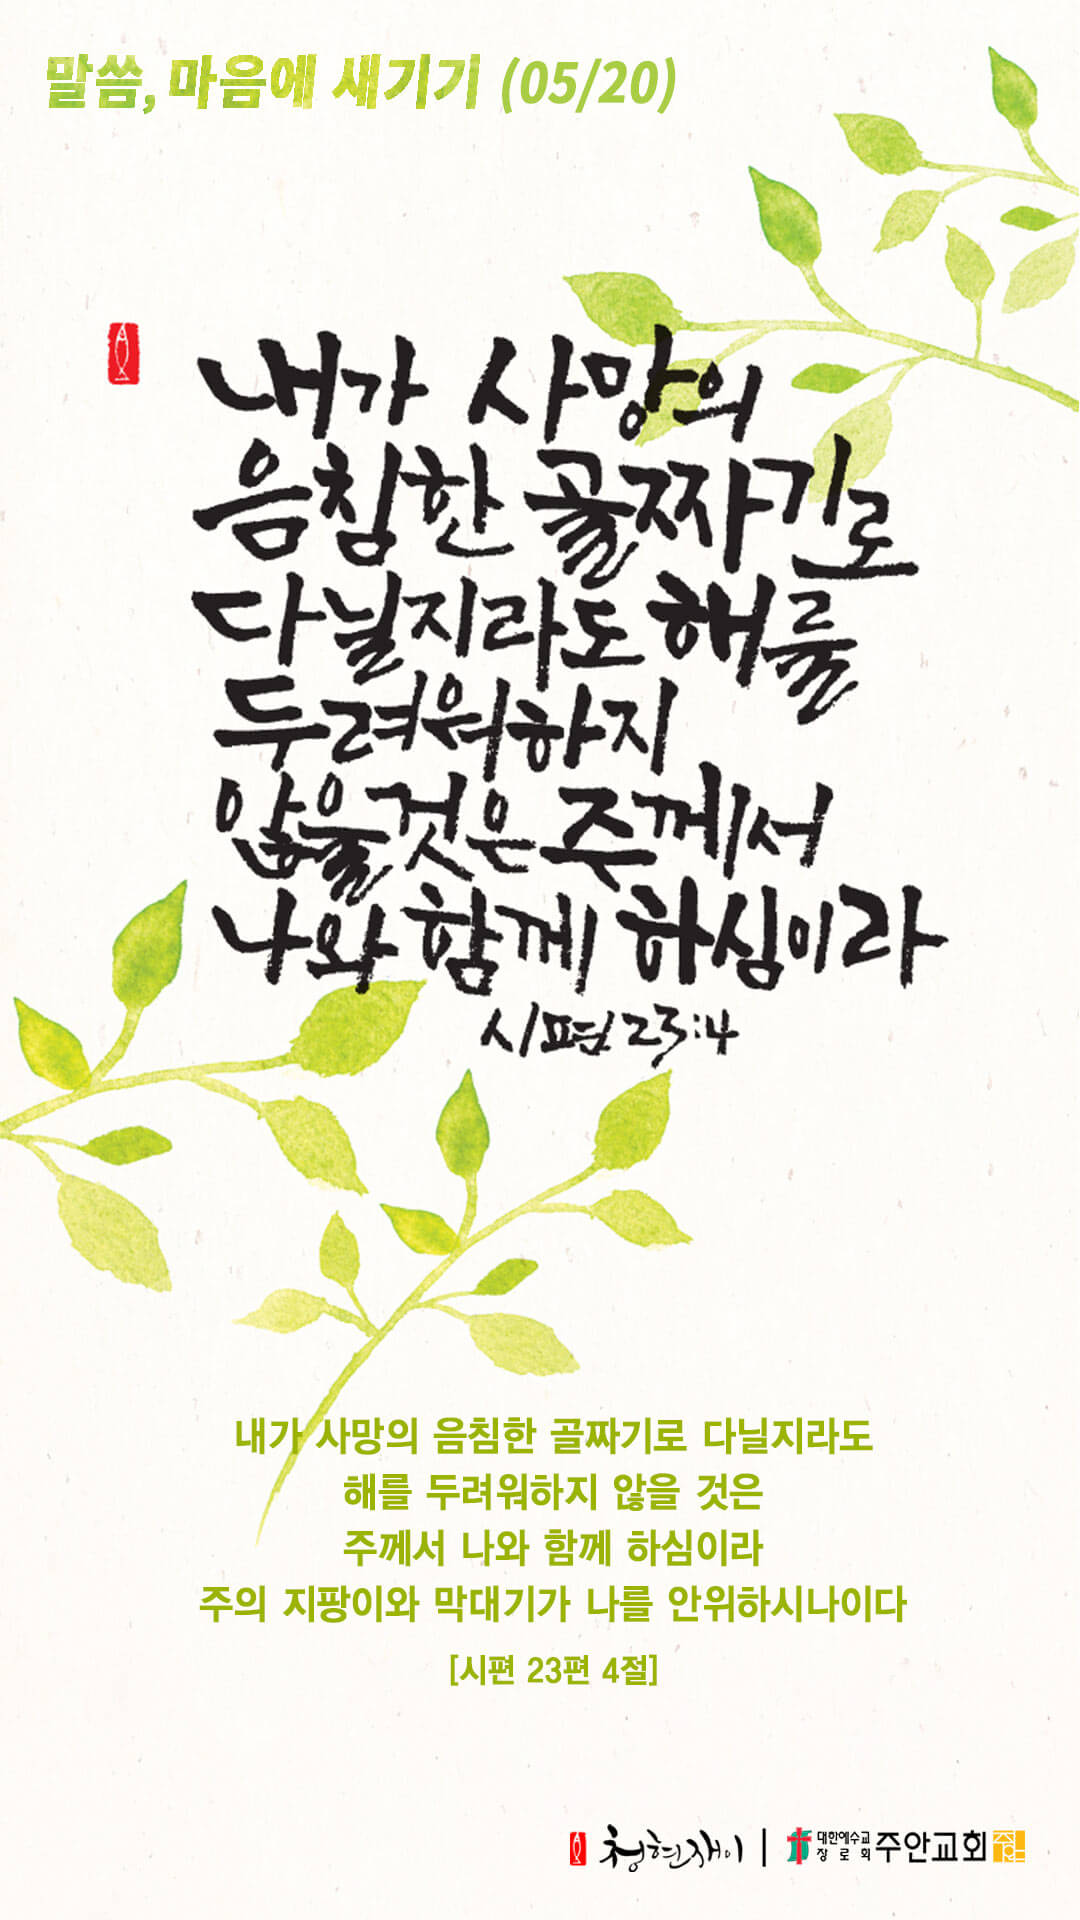 말씀, 마음에 새기기 (05/20)
내가 사망의
음침한 골짜기로
다닐지라도 해를
두려워하지
않을것은 주께서
나와 함께 하심이라
시편 23:4
내가 사망의 음침한 골짜기로 다닐지라도
해를 두려워하지 않을 것은
주께서 나와 함께 하심이라
주의 지팡이와 막대기가 나를 안위하시나이다
[시편 23편 4절]
청현재이 | 대한예수교 장로회 주안교회